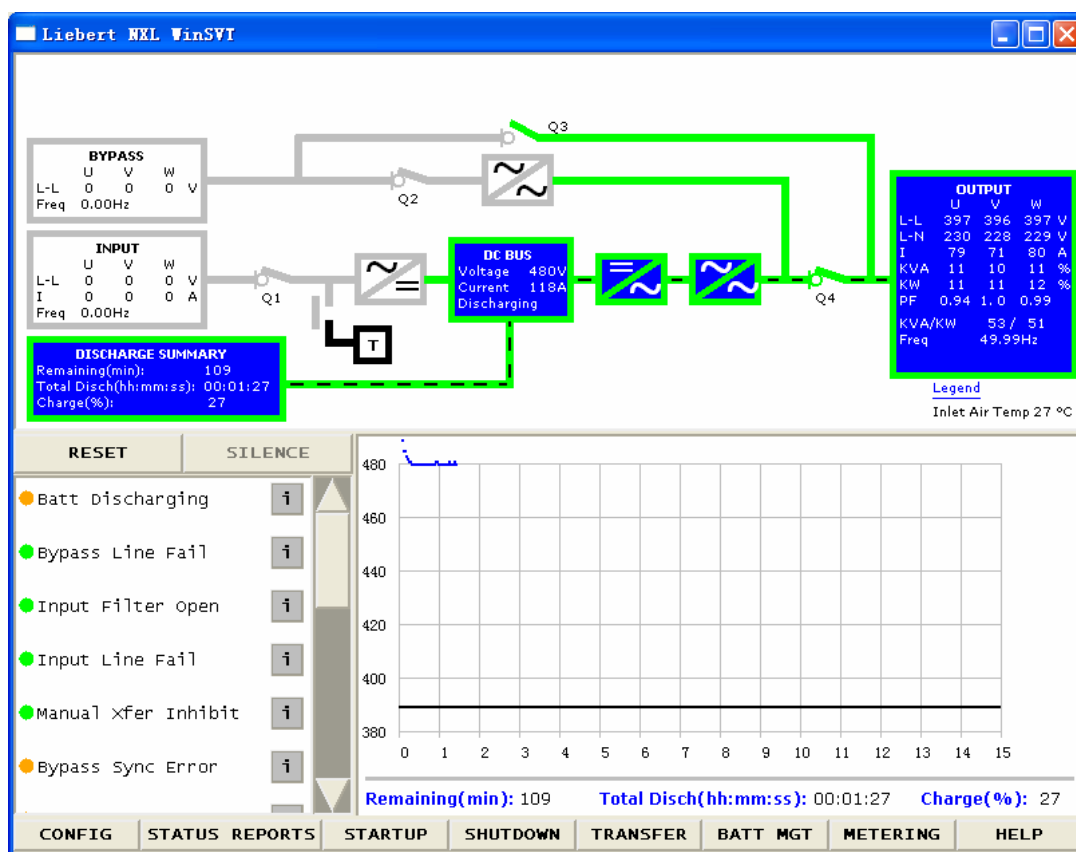 Liebert NXL WinSVT
Q3
BYPASS
U V W
L-L 0 0 0 V
Freq 0.00Hz
Q2
OUTPUT
U V W
L-L 397 396 397 V
L-N 230 228 229 V
I 79 71 80 A
KVA 11 10 11 %
KW 11 11 12 %
PF 0.94 1.0 0.99
KVA/KW 53 / 51
Freq 49.99Hz
INPUT
U V W
L-L 0 0 0 V
I 0 0 0 A
Freq 0.00Hz
Q1
DC BUS
Voltage 480V
Current 118A
Discharging
Q4
T
DISCHARGE SUMMARY
Remaining(min): 109
Total Disch(hh:mm:ss): 00:01:27
Charge(%): 27
Legend
Inlet Air Temp 27 ºC
RESET SILENCE
Batt Discharging i
Bypass Line Fail i
Input Filter Open i
Input Line Fail i
Manual Xfer Inhibit i
Bypass Sync Error i
480
460
440
420
400
380
0 1 2 3 4 5 6 7 8 9 10 11 12 13 14 15
Remaining(min): 109 Total Disch(hh:mm:ss): 00:01:27 Charge(%): 27
CONFIG STATUS REPORTS STARTUP SHUTDOWN TRANSFER BATT MGT METERING HELP